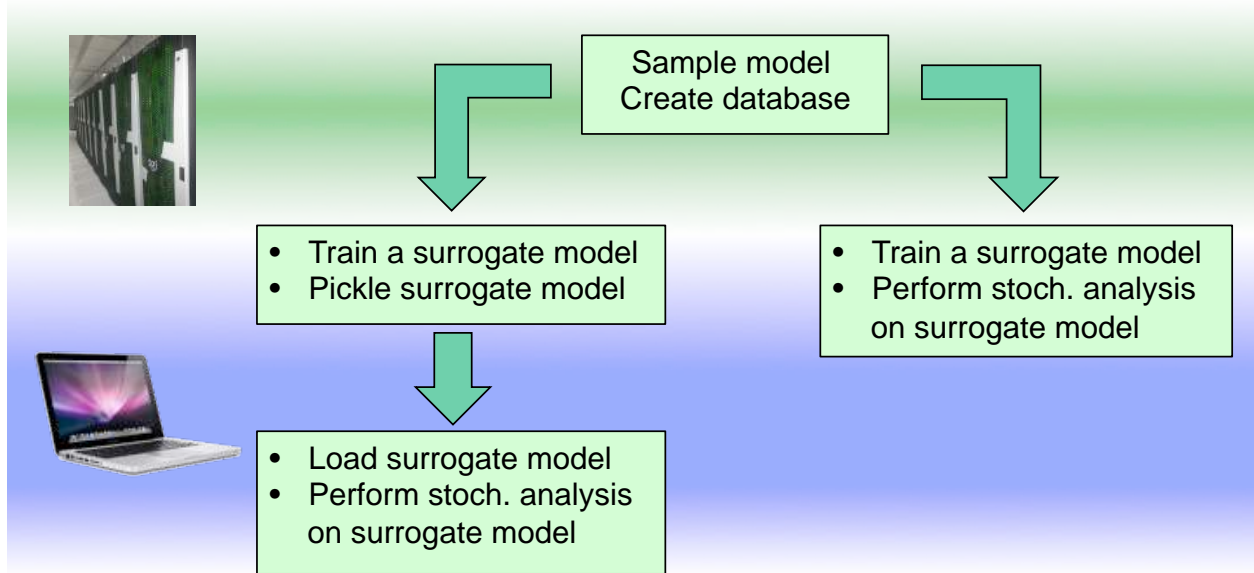 Sample model
Create database
• Train a surrogate model
• Pickle surrogate model
• Train a surrogate model
• Perform stoch. analysis
on surrogate model
• Load surrogate model
• Perform stoch. analysis
on surrogate model